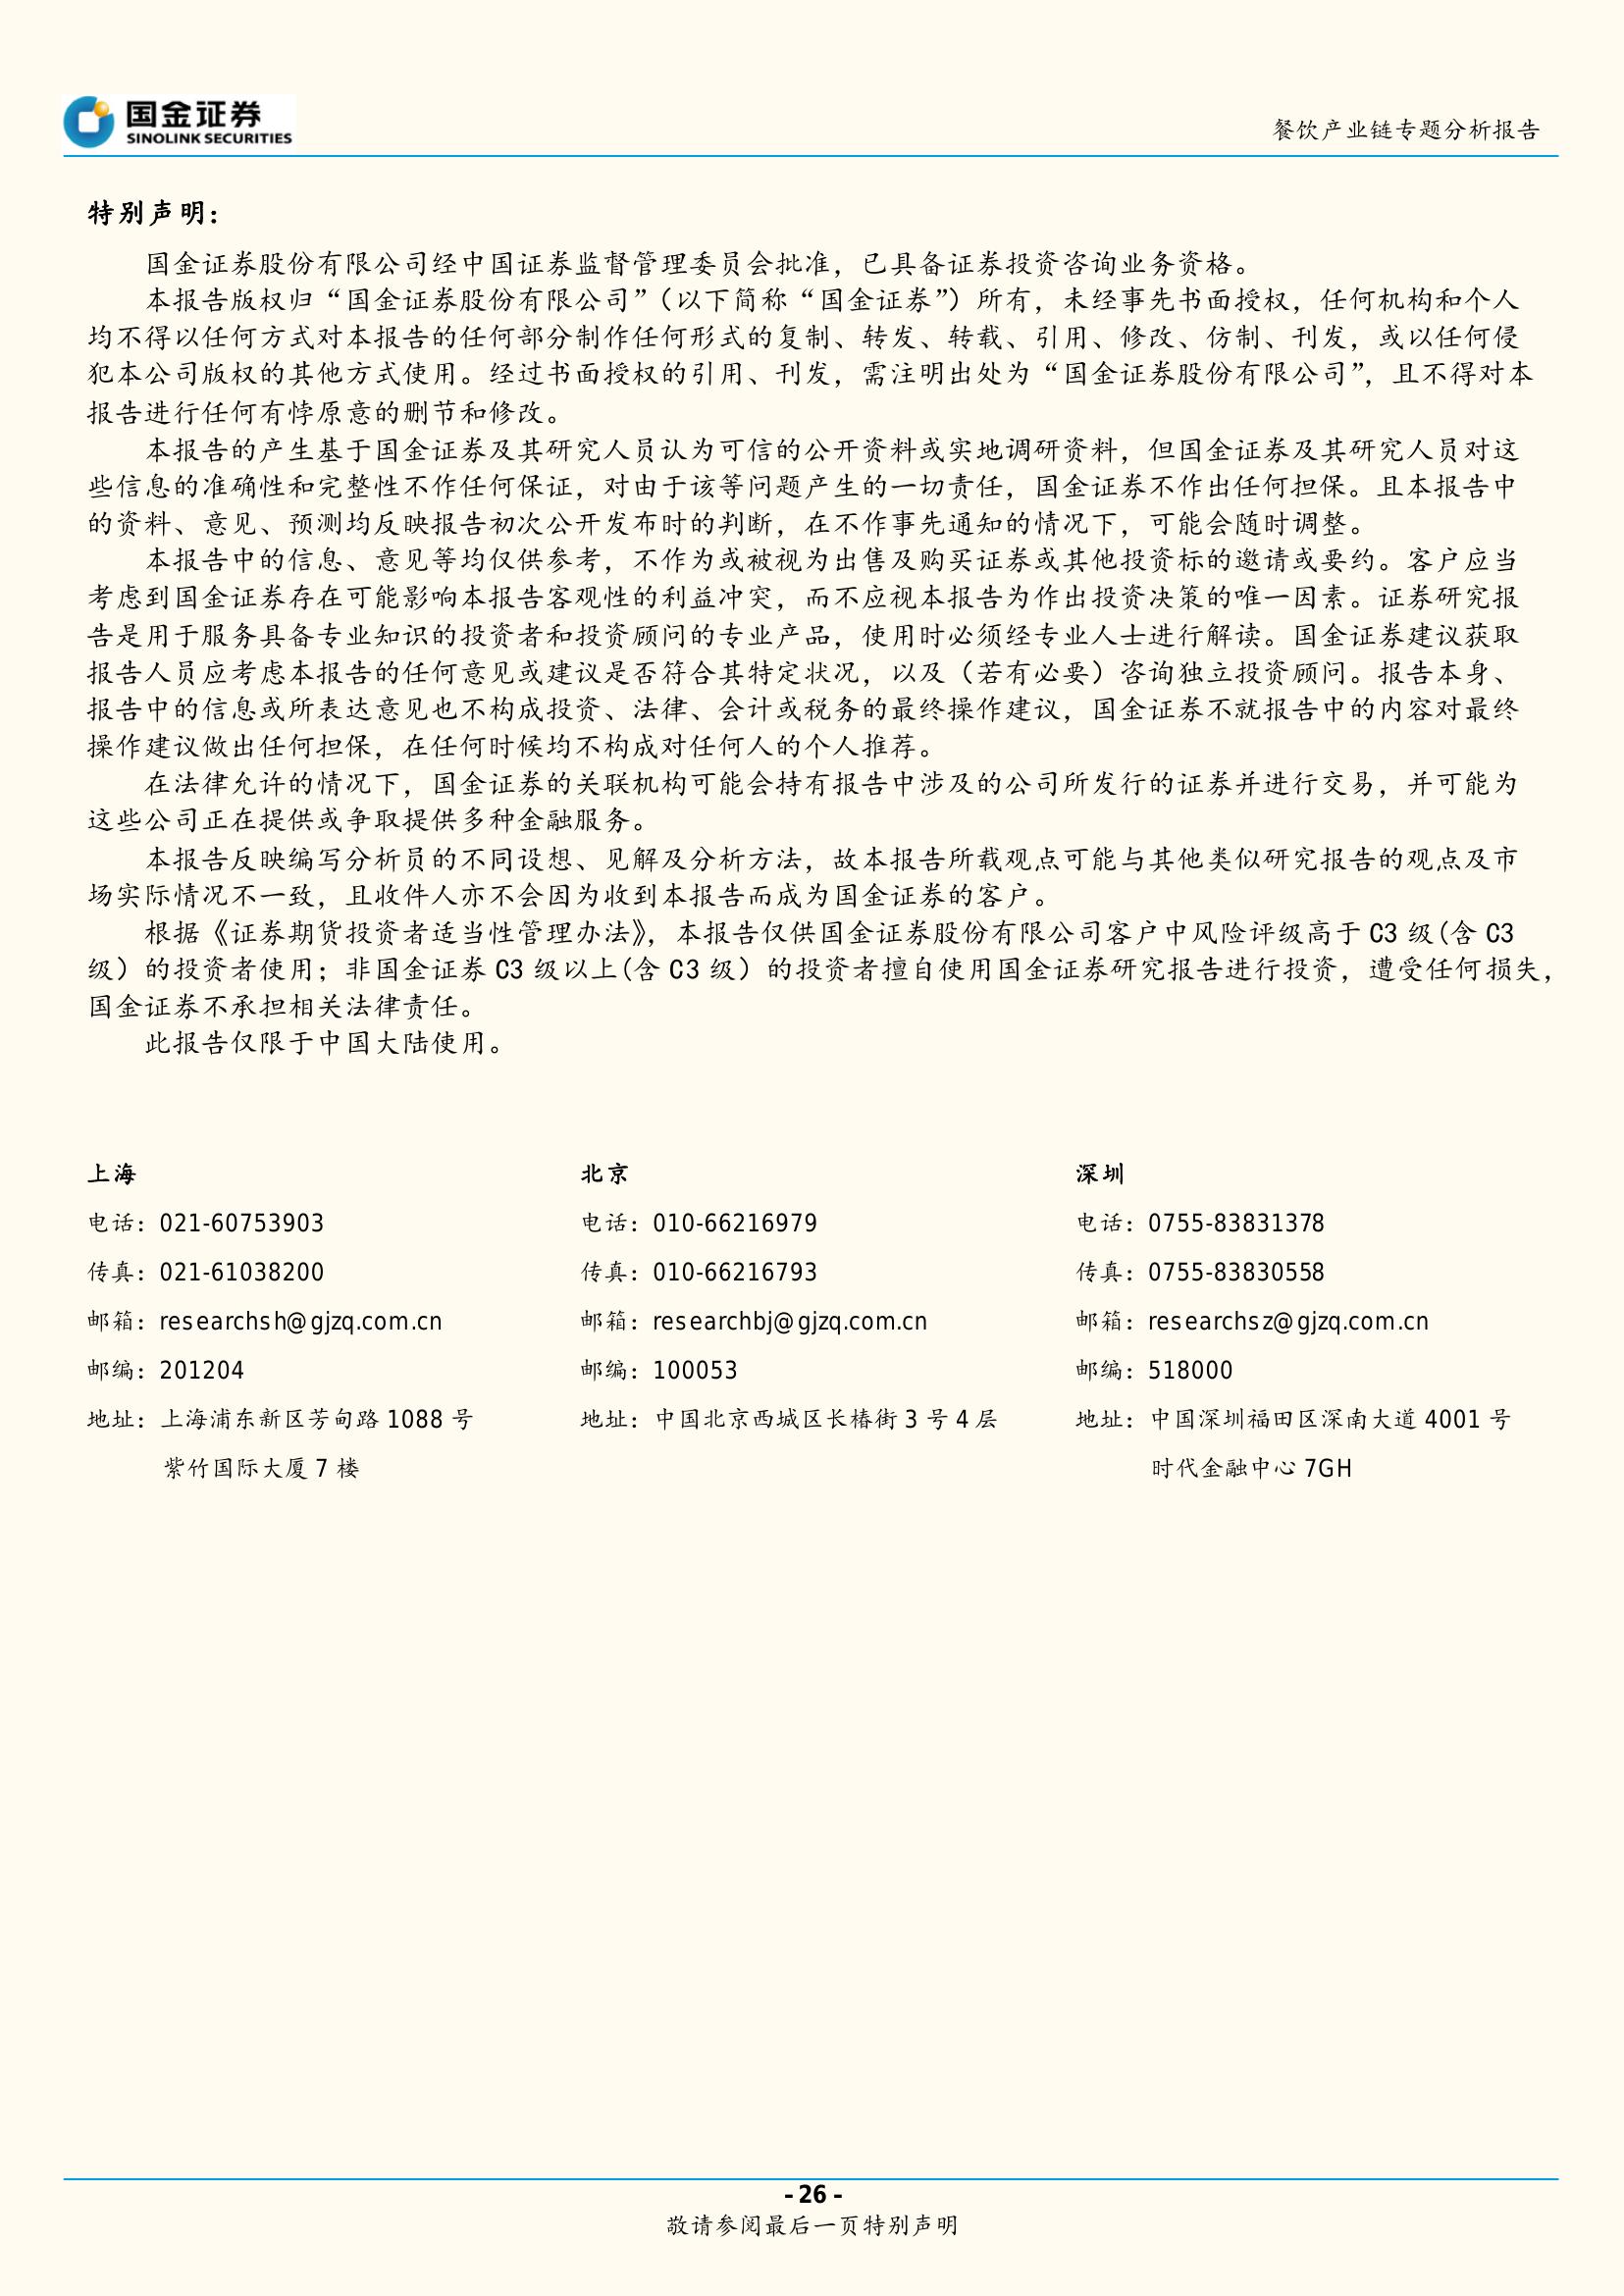 国金证券
SINOLINK SECURITIES
餐饮产业链专题分析报告
特别声明：
国金证券股份有限公司经中国证券监督管理委员会批准，已具备证券投资咨询业务资格。
本报告版权归“国金证券股份有限公司”（以下简称“国金证券”）所有，未经事先书面授权，任何机构和个人
均不得以任何方式对本报告的任何部分制作任何形式的复制、转发、转载、引用、修改、仿制、刊发，或以任何侵
犯本公司版权的其他方式使用。经过书面授权的引用、刊发，需注明出处为“国金证券股份有限公司”，且不得对本
报告进行任何有悖原意的删节和修改。
本报告的产生基于国金证券及其研究人员认为可信的公开资料或实地调研资料，但国金证券及其研究人员对这
些信息的准确性和完整性不作任何保证，对由于该等问题产生的一切责任，国金证券不作出任何担保。且本报告中
的资料、意见、预测均反映报告初次公开发布时的判断，在不作事先通知的情况下，可能会随时调整。
本报告中的信息、意见等均仅供参考，不作为或被视为出售及购买证券或其他投资标的邀请或要约。客户应当
考虑到国金证券存在可能影响本报告客观性的利益冲突，而不应视本报告为作出投资决策的唯一因素。证券研究报
告是用于服务具备专业知识的投资者和投资顾问的专业产品，使用时必须经专业人士进行解读。国金证券建议获取
报告人员应考虑本报告的任何意见或建议是否符合其特定状况，以及（若有必要）咨询独立投资顾问。报告本身、
报告中的信息或所表达意见也不构成投资、法律、会计或税务的最终操作建议，国金证券不就报告中的内容对最终
操作建议做出任何担保，在任何时候均不构成对任何人的个人推荐。
在法律允许的情况下，国金证券的关联机构可能会持有报告中涉及的公司所发行的证券并进行交易，并可能为
这些公司正在提供或争取提供多种金融服务。
本报告反映编写分析员的不同设想、见解及分析方法，故本报告所载观点可能与其他类似研究报告的观点及市
场实际情况不一致，且收件人亦不会因为收到本报告而成为国金证券的客户。
根据《证券期货投资者适当性管理办法》，本报告仅供国金证券股份有限公司客户中风险评级高于 C3 级(含 C3
级）的投资者使用；非国金证券 C3 级以上(含 C3 级）的投资者擅自使用国金证券研究报告进行投资，遭受任何损失，
国金证券不承担相关法律责任。
此报告仅限于中国大陆使用。
上海
电话：021-60753903
传真：021-61038200
邮箱：researchsh@gjzq.com.cn
邮编：201204
地址：上海浦东新区芳甸路 1088 号
紫竹国际大厦 7 楼
北京
电话：010-66216979
传真：010-66216793
邮箱：researchbj@gjzq.com.cn
邮编：100053
地址：中国北京西城区长椿街 3 号 4 层
深圳
电话：0755-83831378
传真：0755-83830558
邮箱：researchsz@gjzq.com.cn
邮编：518000
地址：中国深圳福田区深南大道 4001 号
时代金融中心 7GH
- 26 -
敬请参阅最后一页特别声明